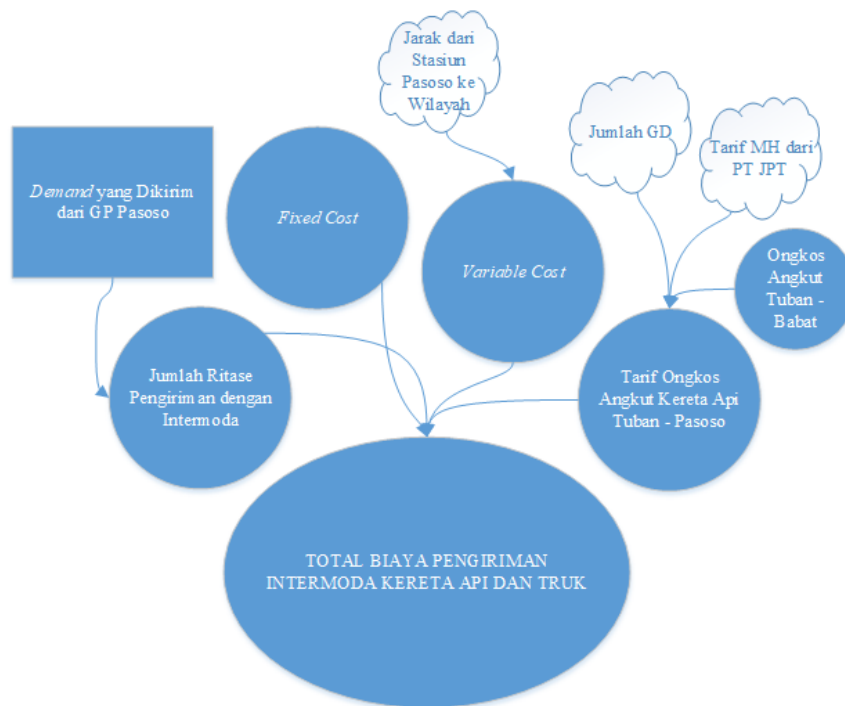 Jarak dari
Stasiun
Pasoso ke
Wilayah
Jumlah GD
Tarif MH dari
PT JPT
Demand yang Dikirim
dari GP Pasoso
Fixed Cost
Variable Cost
Ongkos
Angkut
Tuban -
Babat
Jumlah Ritase
Pengiriman dengan
Intermoda
Tarif Ongkos
Angkut Kereta Api
Tuban - Pasoso
TOTAL BIAYA PENGIRIMAN
INTERMODA KERETA API DAN TRUK